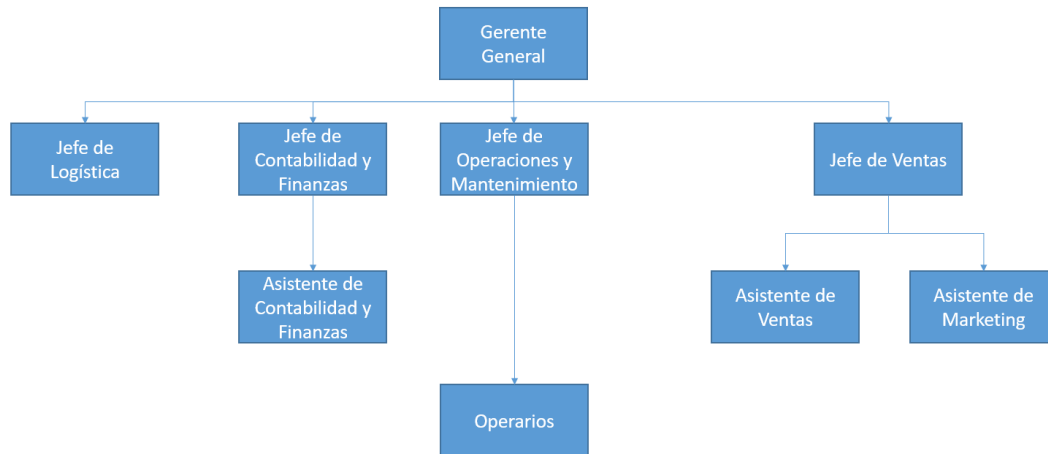 Gerente
General
Jefe de
Logística
Jefe de
Contabilidad y
Finanzas
Jefe de
Operaciones y
Mantenimiento
Jefe de Ventas
Asistente de
Contabilidad y
Finanzas
Asistente de
Ventas
Asistente de
Marketing
Operarios